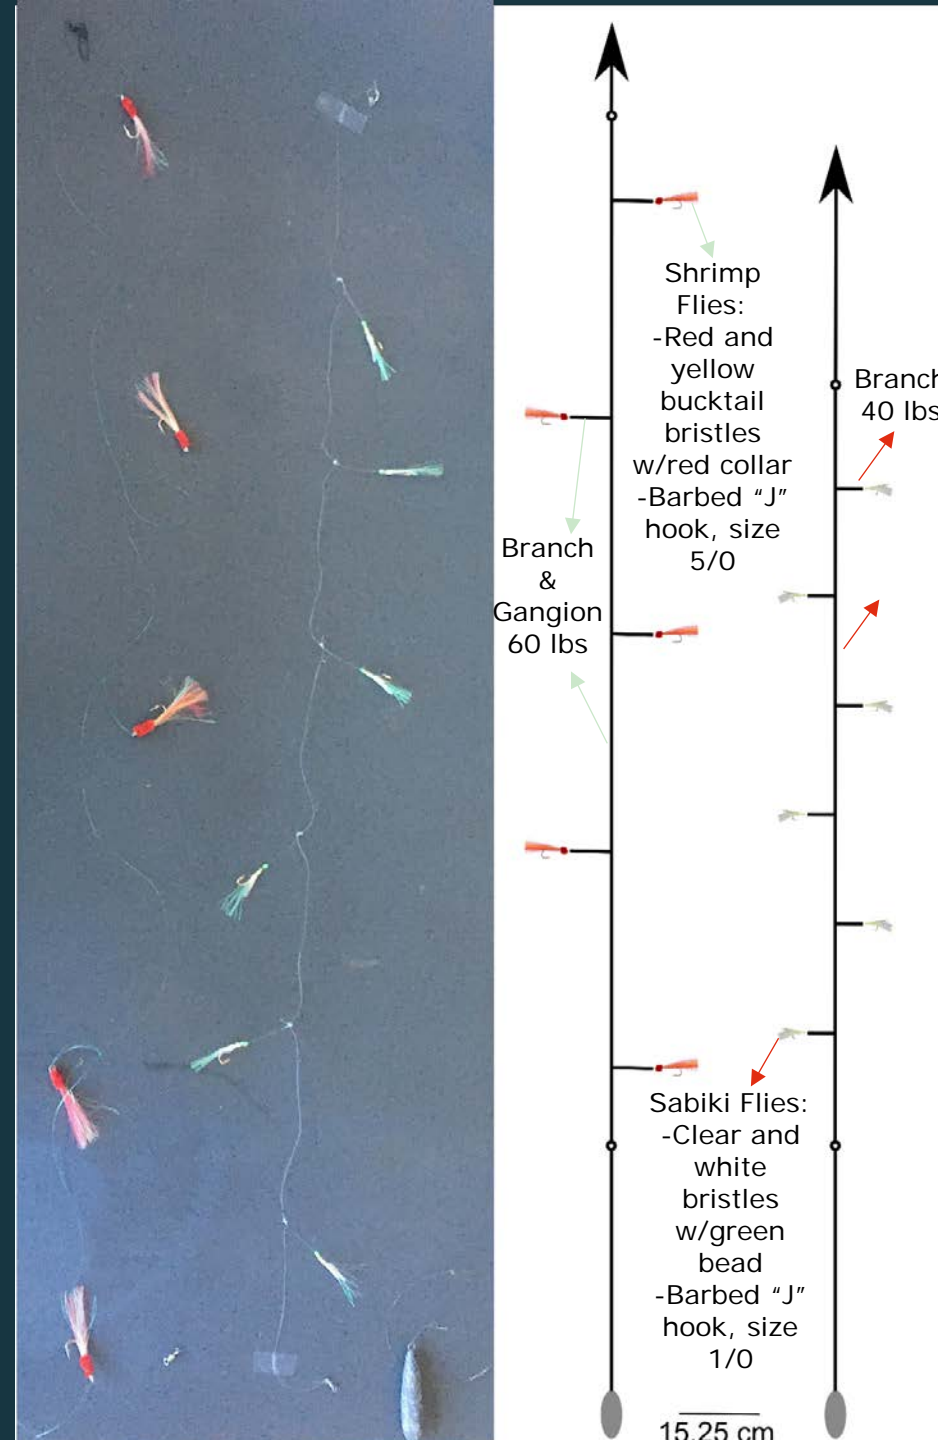 Shrimp
Flies:
-Red and
yellow
bucktail
bristles
w/red collar
-Barbed “J”
hook, size
5/0
Branch
&
Gangion
60 lbs
Branch
40 lbs
Sabiki Flies:
-Clear and
white
bristles
w/green
bead
-Barbed “J”
hook, size
1/0
15.25 cm